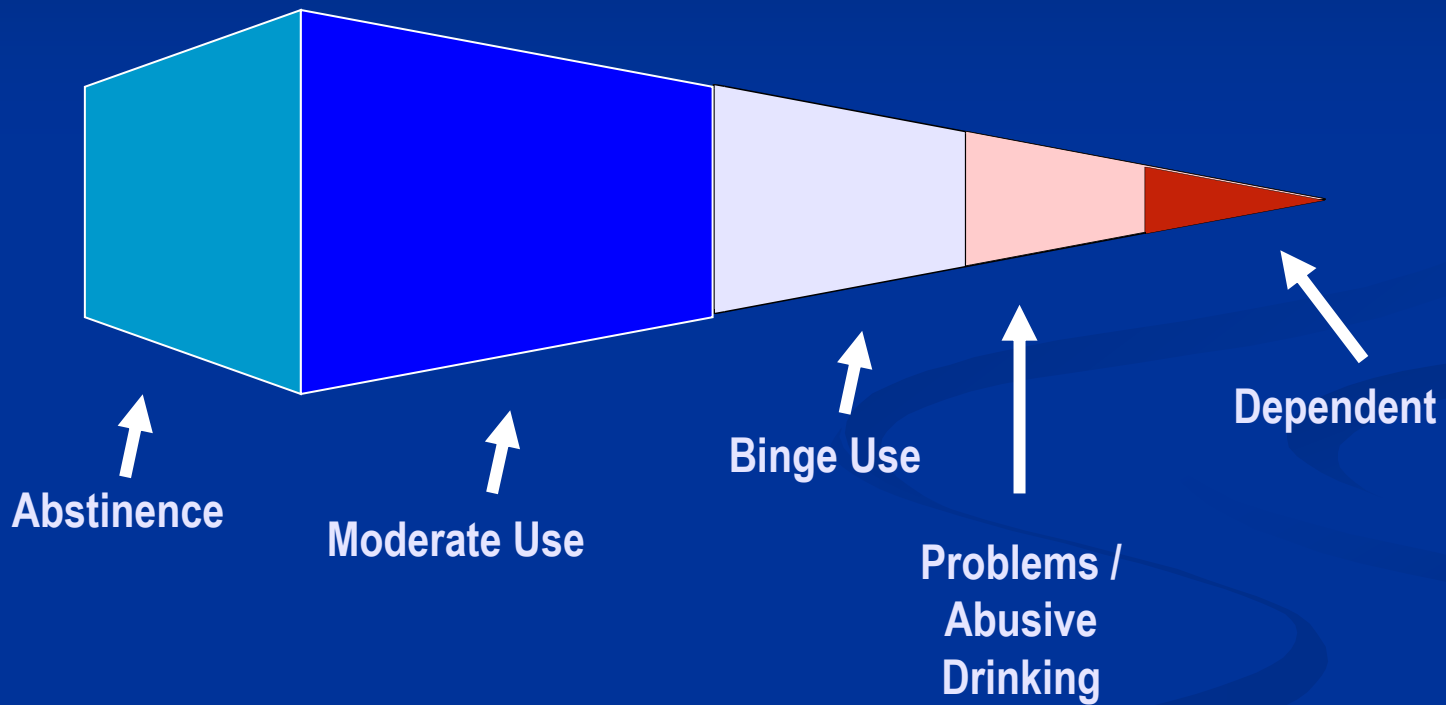 Abstinence
Moderate Use
Binge Use
Problems /
Abusive
Drinking
Dependent